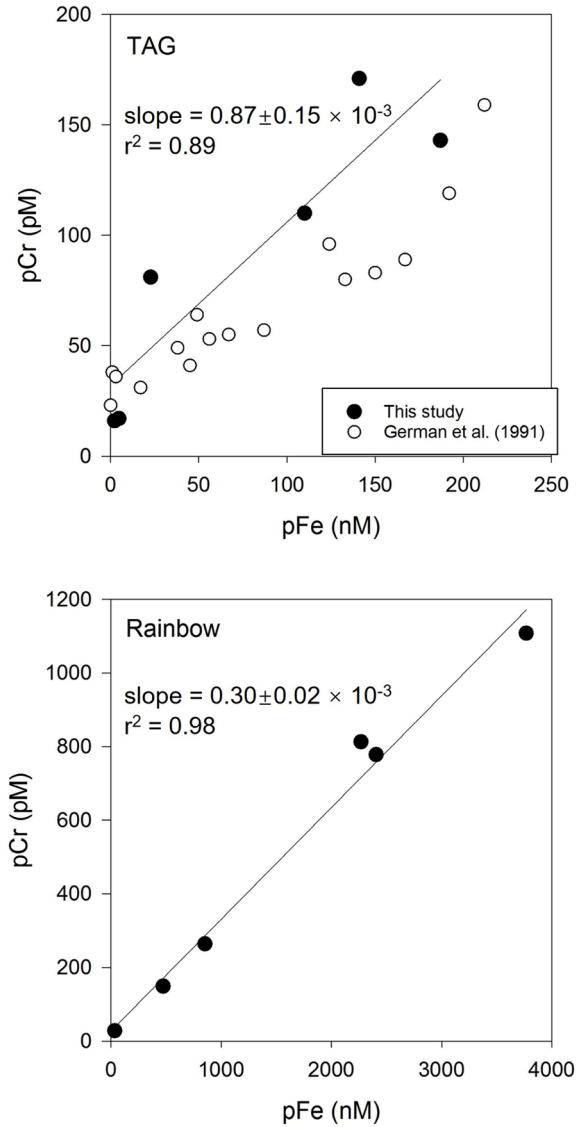 200
TAG
slope = 0.87±0.15 × 10⁻³
r² = 0.89
150
100
50
0
pCr (pM)
This study
German et al. (1991)
0 50 100 150 200 250
pFe (nM)
1200
Rainbow
slope = 0.30±0.02 × 10⁻³
r² = 0.98
1000
800
600
400
200
0
pCr (pM)
0 1000 2000 3000 4000
pFe (nM)